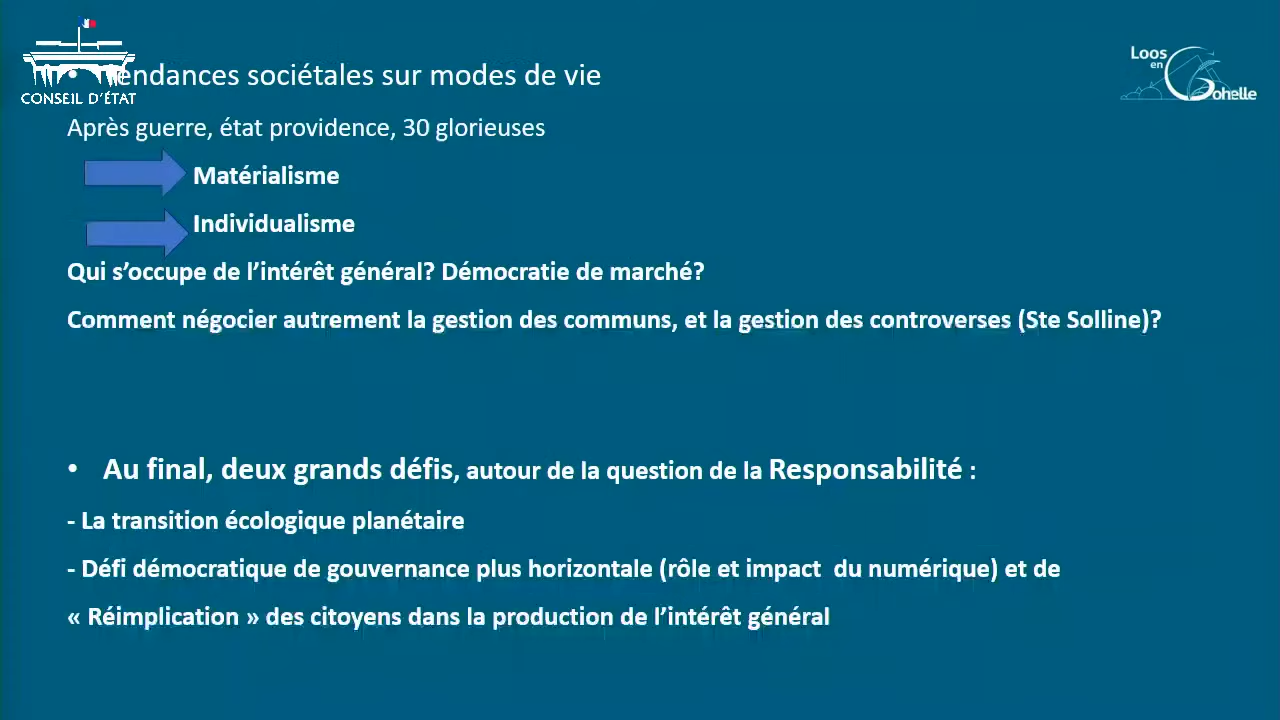 CONSEIL D'ÉTAT
Loos
en
Gohelle
• Tendances sociétales sur modes de vie
Après guerre, état providence, 30 glorieuses
Matérialisme
Individualisme
Qui s’occupe de l’intérêt général? Démocratie de marché?
Comment négocier autrement la gestion des communs, et la gestion des controverses (Ste Solline)?
• Au final, deux grands défis, autour de la question de la Responsabilité :
- La transition écologique planétaire
- Défi démocratique de gouvernance plus horizontale (rôle et impact  du numérique) et de
« Réimplication » des citoyens dans la production de l’intérêt général